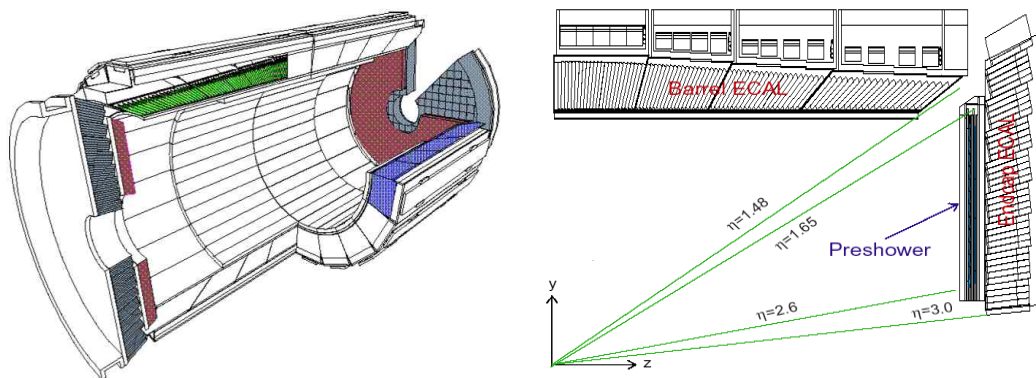 Barrel ECAL
Endcap ECAL
η=1.48
η=1.65
Preshower
y
η=2.6
η=3.0
z